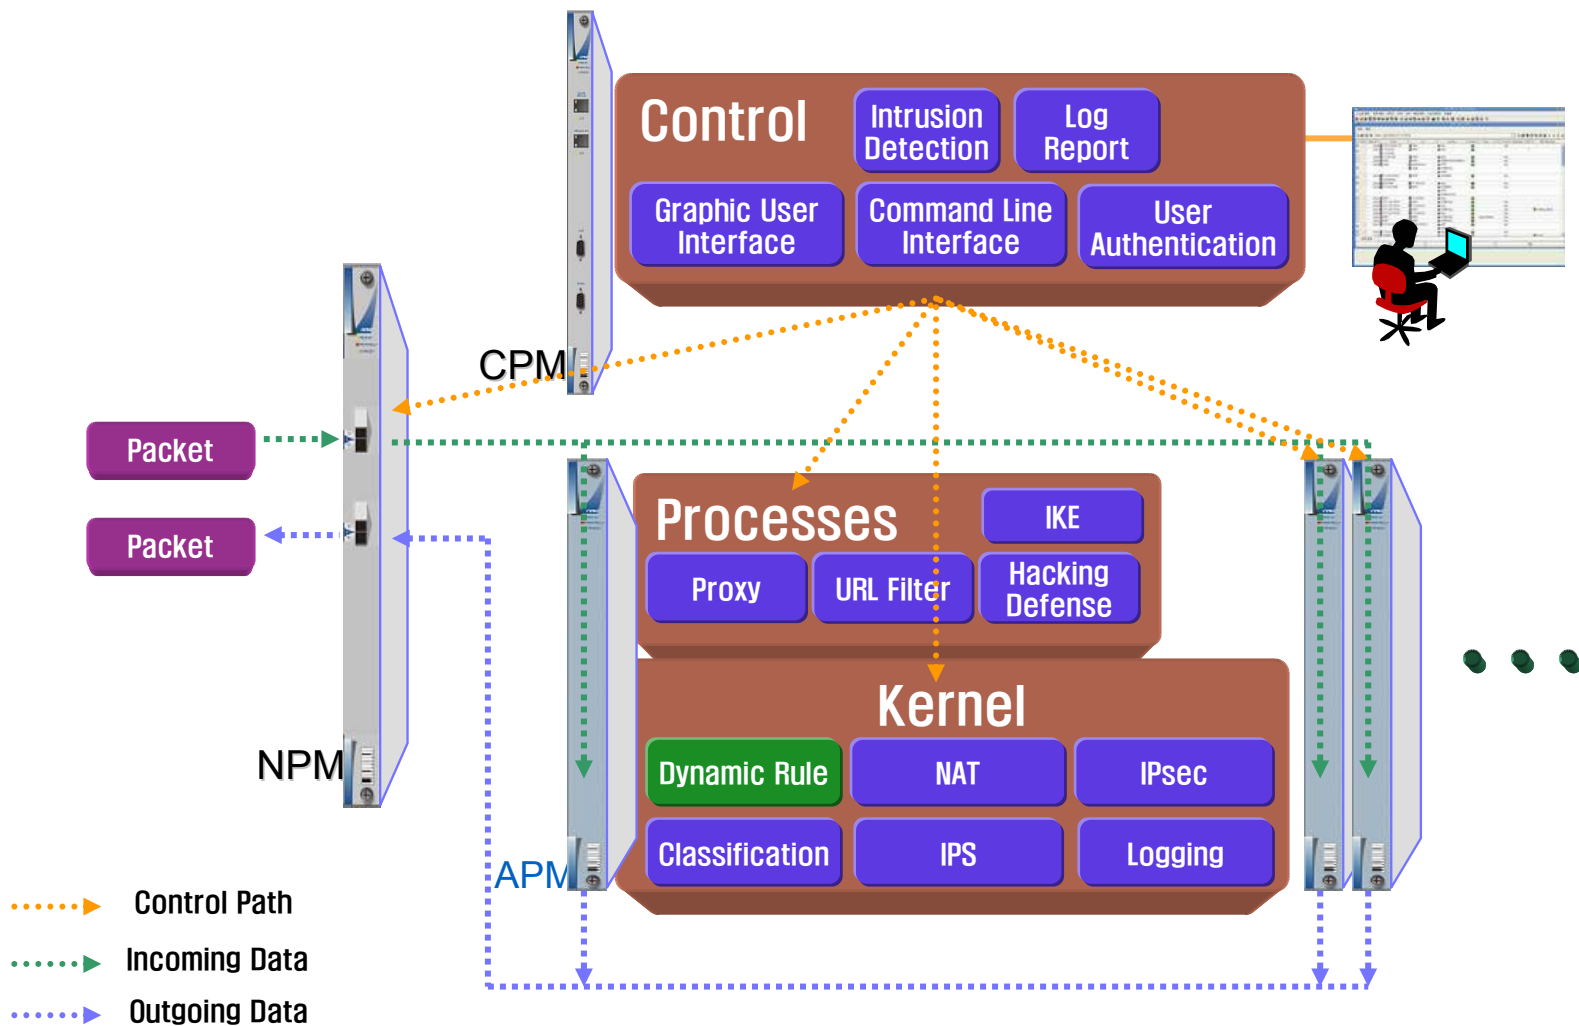 Control
Intrusion
Detection
Log
Report
Graphic User
Interface
Command Line
Interface
User
Authentication
CPM
Packet
Packet
NPM
Processes
IKE
Proxy
URL Filter
Hacking
Defense
Kernel
Dynamic Rule
NAT
IPsec
Classification
IPS
Logging
APM
Control Path
Incoming Data
Outgoing Data